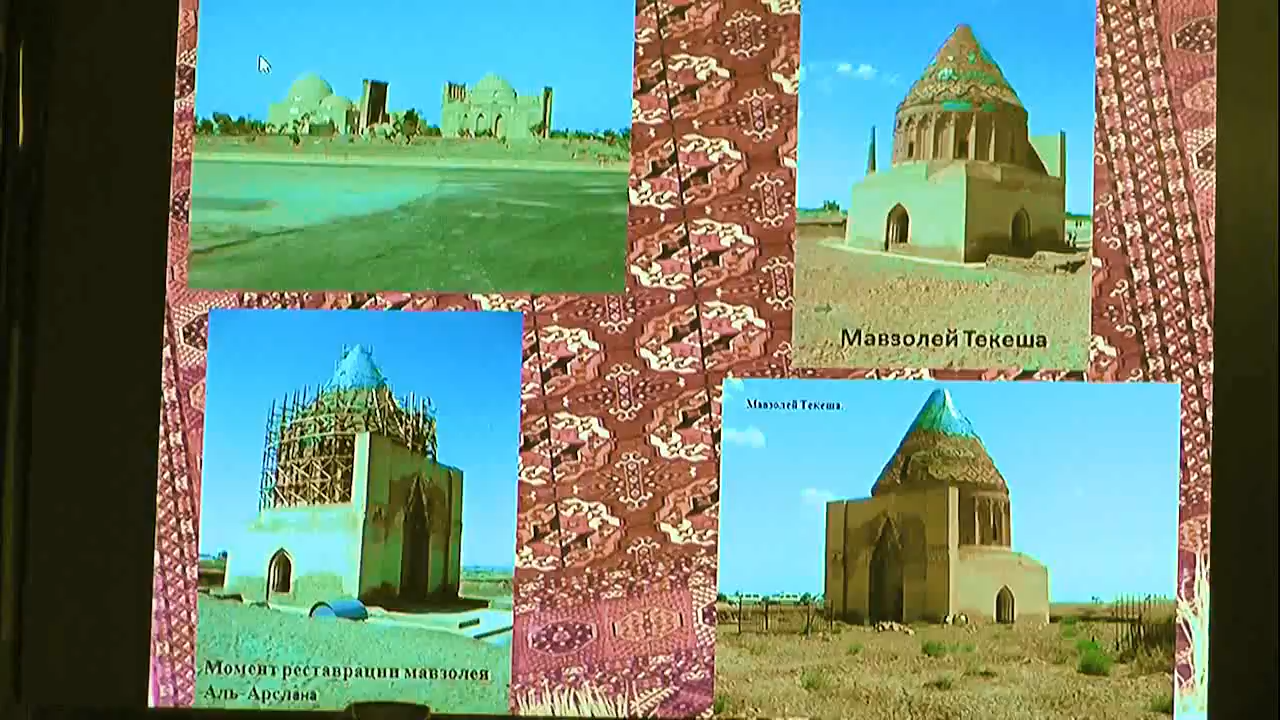 Мавзолей Текеша
Мавзолей Текеша.
Момент реставрации мавзолея
Аль-Арслана